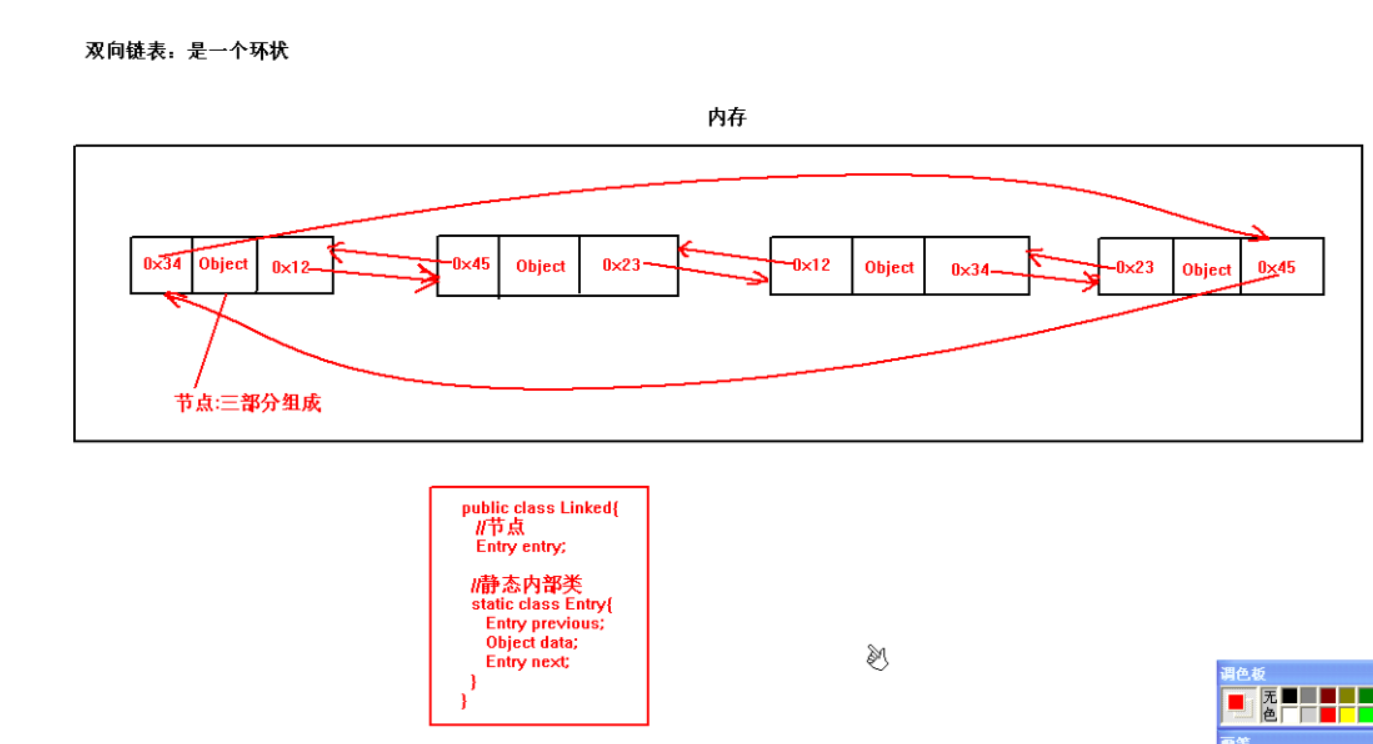 双向链表：是一个环状
内存
0x34 Object 0x12 0x45 Object 0x23 0x12 Object 0x34 0x23 Object 0x45
节点:三部分组成
public class Linked{
//节点
Entry entry;
//静态内部类
static class Entry{
Entry previous;
Object data;
Entry next;
}
}
调色板
无
色